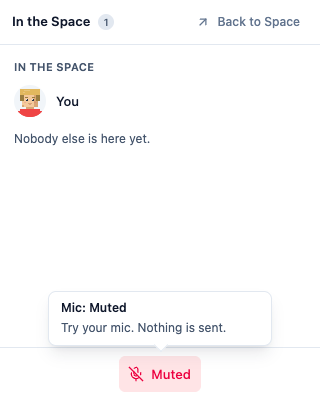 In the Space 1
Back to Space
IN THE SPACE
You
Nobody else is here yet.
Mic: Muted
Try your mic. Nothing is sent.
Muted